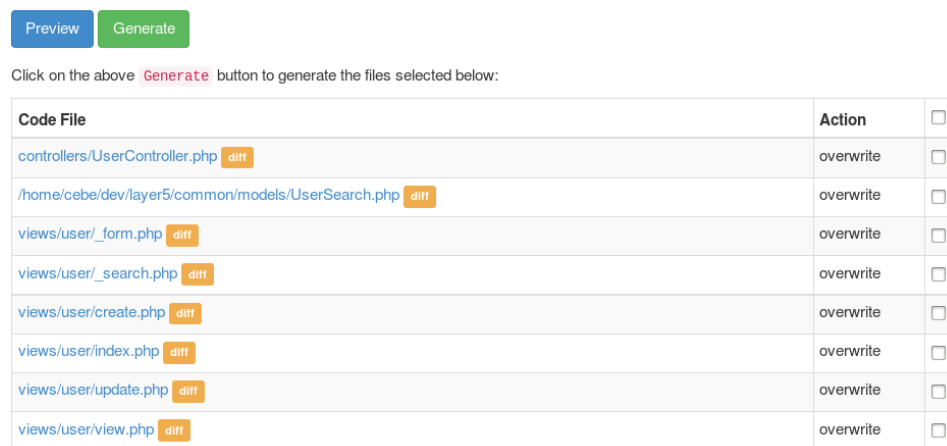 Preview Generate
Click on the above Generate button to generate the files selected below:
Code File Action
controllers/UserController.php diff overwrite
/home/cebe/dev/layer5/common/models/UserSearch.php diff overwrite
views/user/_form.php diff overwrite
views/user/_search.php diff overwrite
views/user/create.php diff overwrite
views/user/index.php diff overwrite
views/user/update.php diff overwrite
views/user/view.php diff overwrite